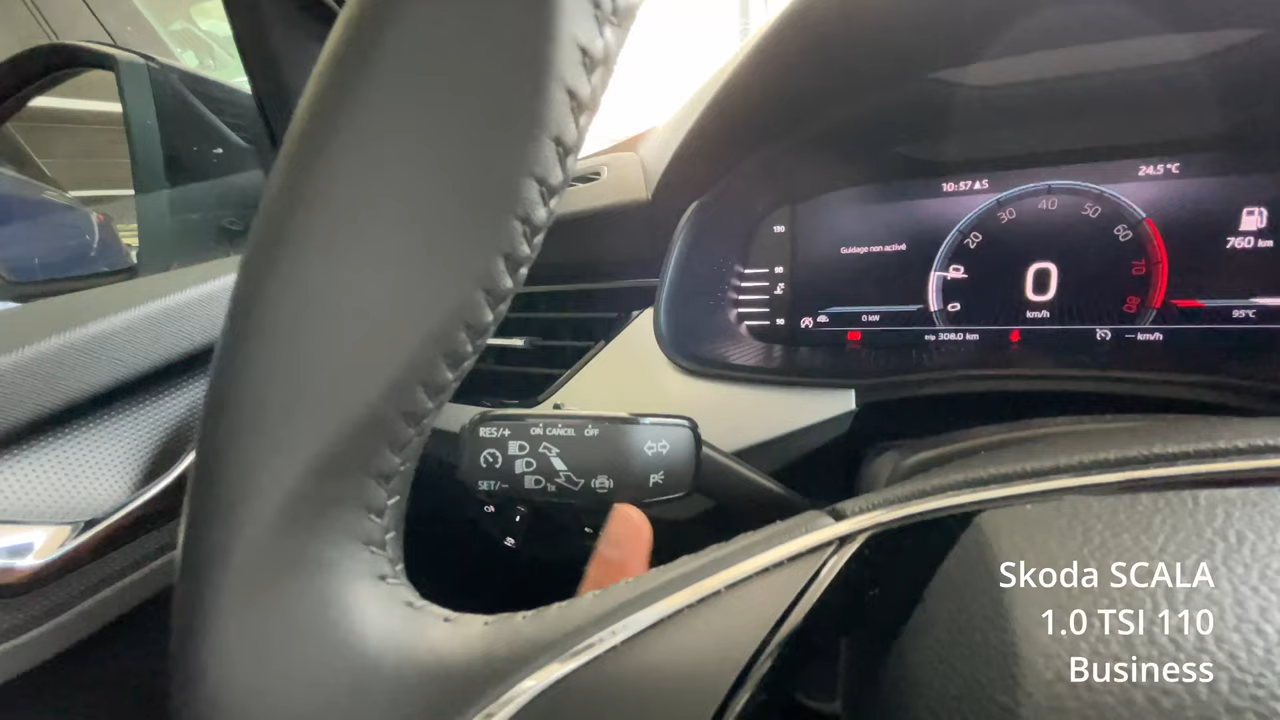 10:57
24.5°C
130
90
50
Guidage non activé
0 10 20 30 40 50 60 70 80
0
km/h
760 km
0 kW
95°C
trip 308.0 km
--- km/h
RES/+
ON CANCEL OFF
SET/-
1x
P
Skoda SCALA
1.0 TSI 110
Business